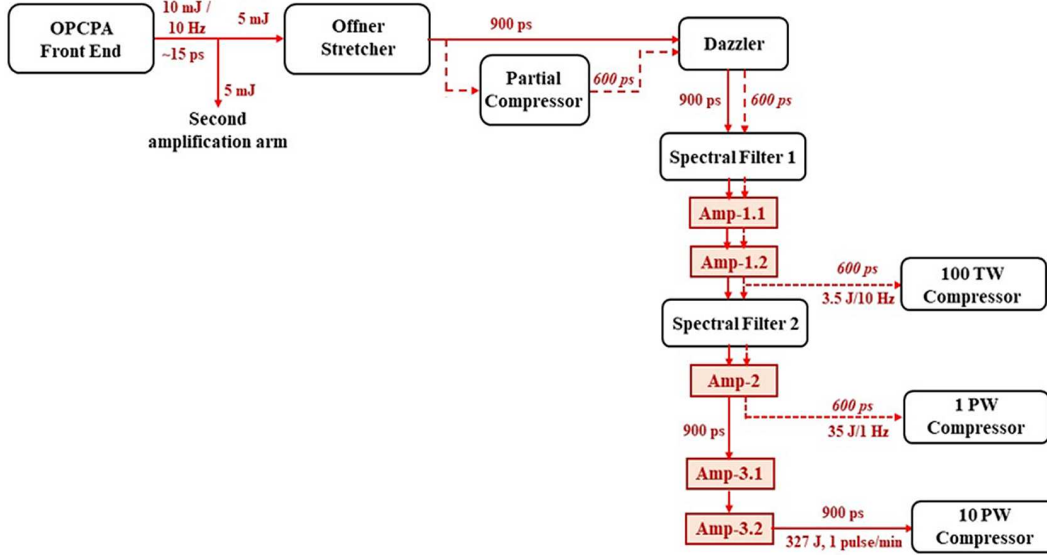 OPCPA
Front End
10 mJ /
10 Hz
~15 ps
5 mJ
5 mJ
Second
amplification arm
Offner
Stretcher
900 ps
Partial
Compressor
600 ps
Dazzler
900 ps
600 ps
Spectral Filter 1
Amp-1.1
Amp-1.2
600 ps
3.5 J/10 Hz
100 TW
Compressor
Spectral Filter 2
Amp-2
600 ps
35 J/1 Hz
1 PW
Compressor
900 ps
Amp-3.1
Amp-3.2
900 ps
327 J, 1 pulse/min
10 PW
Compressor